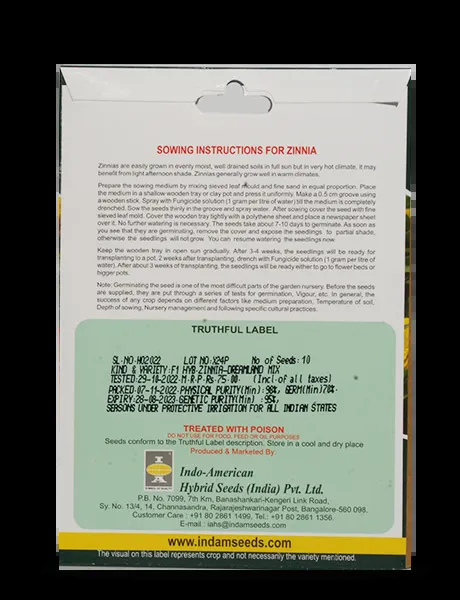 SOWING INSTRUCTIONS FOR ZINNIA
Zinnias are easily grown in evenly moist, well drained soils in full sun but in very hot climate, it may
benefit from light afternoon shade. Zinnias generally grow well in warm climates.
Prepare the sowing medium by mixing sieved leaf mould and fine sand in equal proportion. Place
the medium in a shallow wooden tray or clay pot and press it uniformly. Make a 0.5 cm groove using
a wooden stick. Spray with Fungicide solution (1 gram per litre of water) till the medium is completely
drenched. Sow the seeds thinly in the groove and spray water. After sowing cover the seed with fine
sieved leaf mold. Cover the wooden tray tightly with a polythene sheet and place a newspaper sheet
over it. No further watering is necessary. The seeds take about 7-10 days to germinate. As soon as
you see that they are germinating, remove the cover and expose the seedlings to partial shade,
otherwise the seedlings will not grow. You can resume watering the seedlings now.
Keep the wooden tray in open sun gradually. After 3-4 weeks, the seedlings will be ready for
transplanting to a pot. 2 weeks after transplanting, drench with Fungicide solution (1 gram per litre of
water). After about 3 weeks of transplanting, the seedlings will be ready either to go to flower beds or
bigger pots.
Note: Germinating the seed is one of the most difficult parts of the garden nursery. Before the seeds
are supplied, they are put through a series of tests for germination, Vigour, etc. In general, the
success of any crop depends on different factors like medium preparation, Temperature of soil,
Depth of sowing, Nursery management and following specific cultural practices.
TRUTHFUL LABEL
SL.NO.H02022 LOT NO:X24P No of Seeds:10
KIND & VARIETY:F1 HYB.ZINNIA-DREAMLAND MIX
TESTED:29-10-2022 M.R.P.Rs.75.00 (Incl.of all taxes)
PACKED:07-11-2022 PHYSICAL PURITY(Min):98%, GERM(Min)70%
EXPIRY:28-08-2023 GENETIC PURITY(Min) :95%,
SEASONS UNDER PROTECTIVE IRRIGATION FOR ALL INDIAN STATES
TREATED WITH POISON
DO NOT USE FOR FOOD, FEED OR OIL PURPOSES
Seeds conform to the Truthful Label description. Store in a cool and dry place
Produced & Marketed By:
Indo-American
Hybrid Seeds (India) Pvt. Ltd.
P.B. No. 7099, 7th Km, Banashankari-Kengeri Link Road,
Sy. No. 13/4, 14, Channasandra, Rajarajeshwarinagar Post, Bangalore-560 098.
Customer Care : +91 80 2861 1499, Tel.: +91 80 2861 1356.
E-mail : iahs@indamseeds.com
www.indamseeds.com
The visual on this label represents crop and not necessarily the variety mentioned.